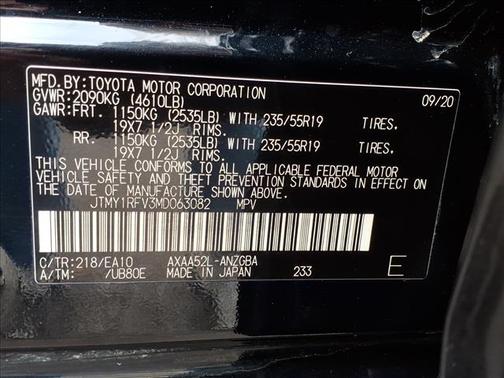 MFD.BY:TOYOTA MOTOR CORPORATION 09/20
GVWR:2090KG (4610LB)
GAWR:FRT. 1150KG (2535LB) WITH 235/55R19 TIRES.
19X7 1/2J RIMS.
RR. 1150KG (2535LB) WITH 235/55R19 TIRES.
19X7 1/2J RIMS.
THIS VEHICLE CONFORMS TO ALL APPLICABLE FEDERAL MOTOR
VEHICLE SAFETY AND THEFT PREVENTION STANDARDS IN EFFECT ON
THE DATE OF MANUFACTURE SHOWN ABOVE.
JTMY1RFV3MD063082 MPV
C/TR:218/EA10 AXAA52L-ANZGBA
A/TM: /UB80E MADE IN JAPAN 233 E